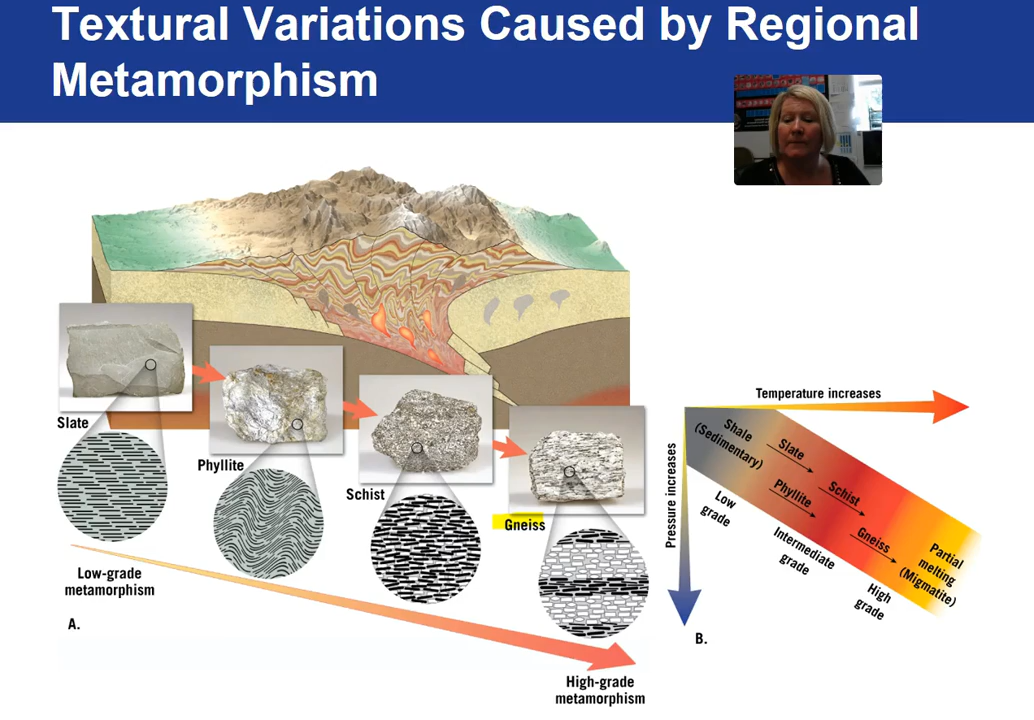 Textural Variations Caused by Regional
Metamorphism
Slate
Phyllite
Schist
Gneiss
Low-grade
metamorphism
A.
High-grade
metamorphism
Temperature increases
Pressure increases
Shale
(Sedimentary)
Slate
Phyllite
Schist
Gneiss
Partial
melting
(Migmatite)
Low
grade
Intermediate
grade
High
grade
B.